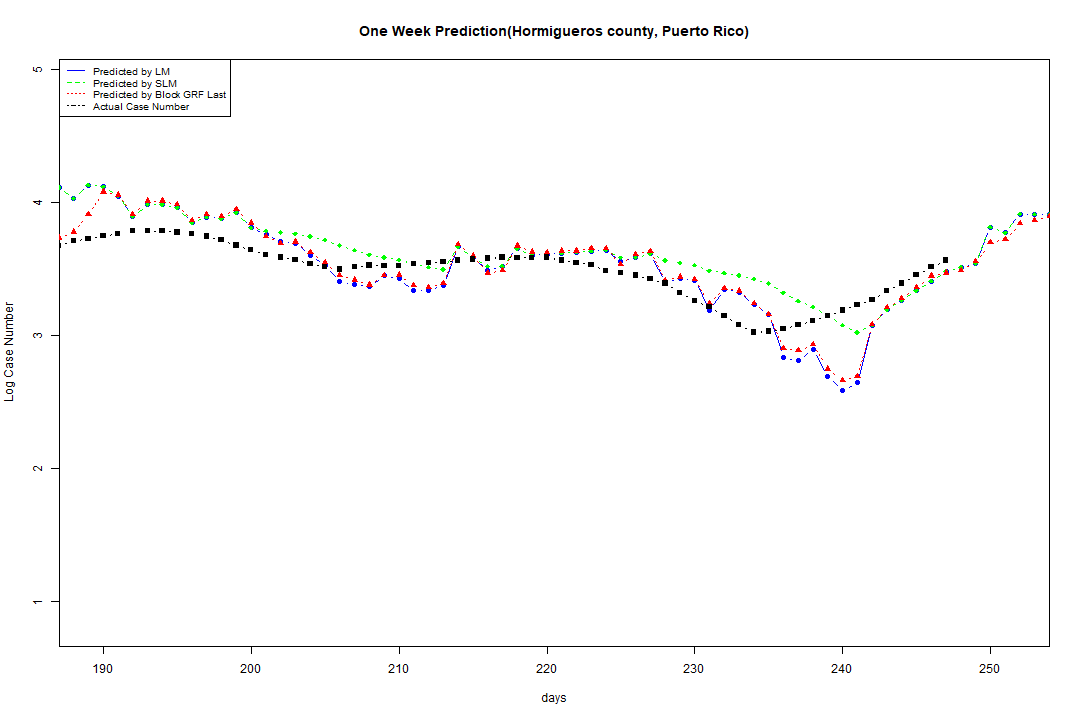 One Week Prediction(Hormigueros county, Puerto Rico)
Predicted by LM
Predicted by SLM
Predicted by Block GRF Last
Actual Case Number
5
4
3
2
1
Log Case Number
190 200 210 220 230 240 250
days